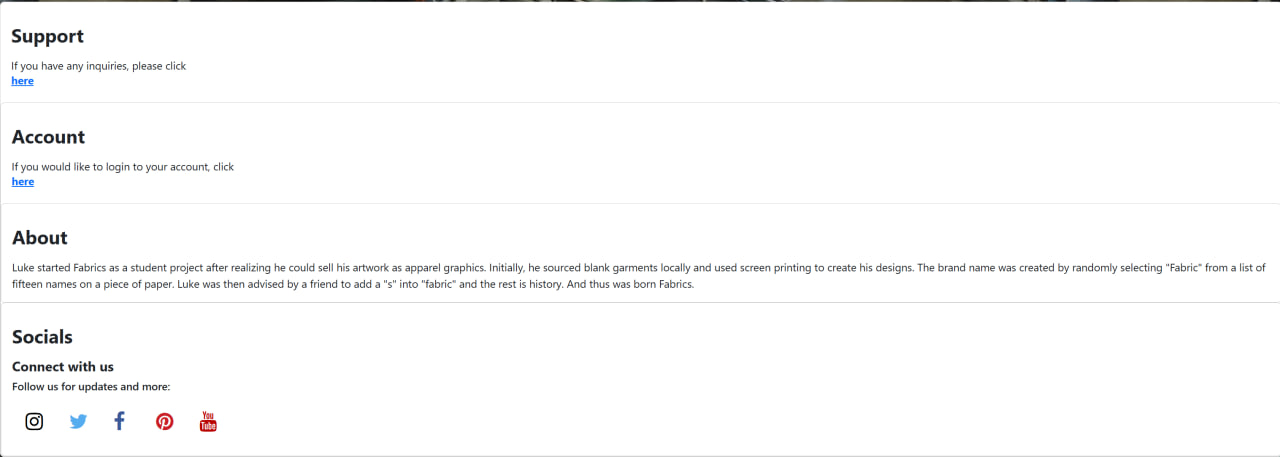 Support
If you have any inquiries, please click
here
Account
If you would like to login to your account, click
here
About
Luke started Fabrics as a student project after realizing he could sell his artwork as apparel graphics. Initially, he sourced blank garments locally and used screen printing to create his designs. The brand name was created by randomly selecting "Fabric" from a list of
fifteen names on a piece of paper. Luke was then advised by a friend to add a "s" into "fabric" and the rest is history. And thus was born Fabrics.
Socials
Connect with us
Follow us for updates and more:
You
Tube